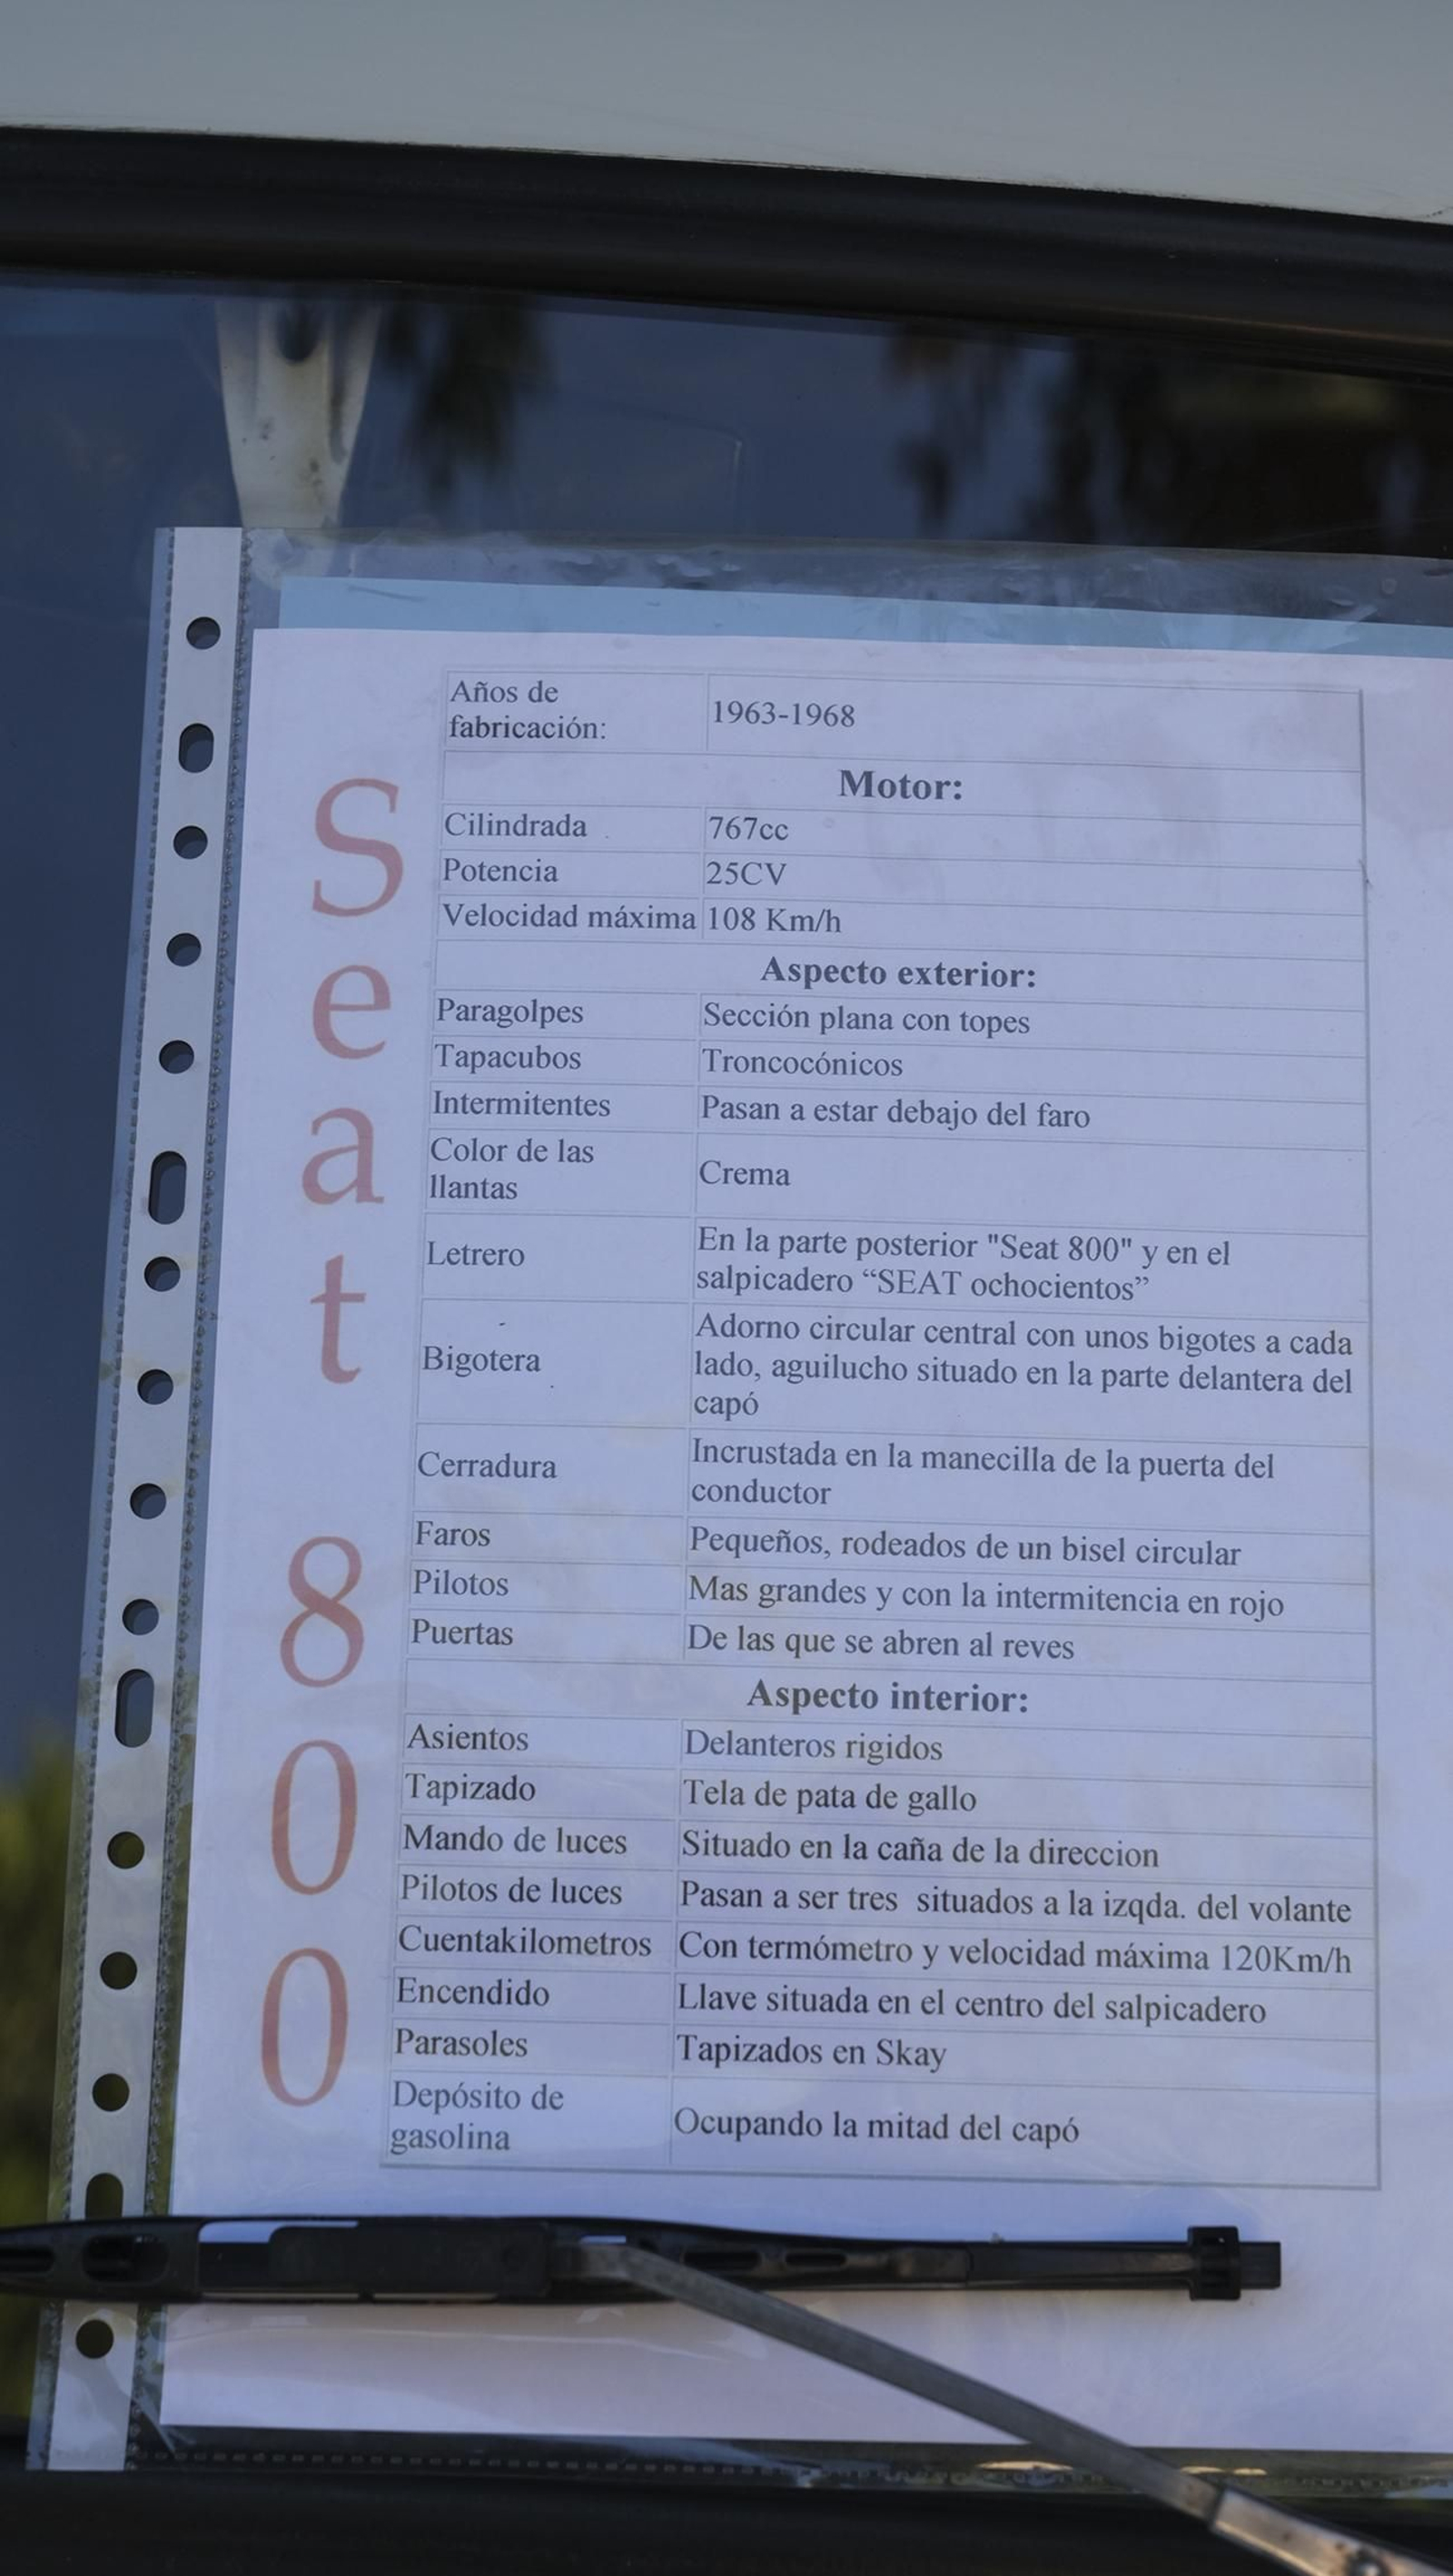 Seat 800
Años de
fabricación:
1963-1968
Motor:
Cilindrada 767cc
Potencia 25CV
Velocidad máxima 108 Km/h
Aspecto exterior:
Paragolpes Sección plana con topes
Tapacubos Troncocónicos
Intermitentes Pasan a estar debajo del faro
Color de las
llantas
Crema
Letrero
En la parte posterior "Seat 800" y en el
salpicadero “SEAT ochocientos”
Bigotera
Adorno circular central con unos bigotes a cada
lado, aguilucho situado en la parte delantera del
capó
Cerradura
Incrustada en la manecilla de la puerta del
conductor
Faros Pequeños, rodeados de un bisel circular
Pilotos Mas grandes y con la intermitencia en rojo
Puertas De las que se abren al reves
Aspecto interior:
Asientos Delanteros rigidos
Tapizado Tela de pata de gallo
Mando de luces Situado en la caña de la direccion
Pilotos de luces Pasan a ser tres situados a la izqda. del volante
Cuentakilometros Con termómetro y velocidad máxima 120Km/h
Encendido Llave situada en el centro del salpicadero
Parasoles Tapizados en Skay
Depósito de
gasolina
Ocupando la mitad del capó